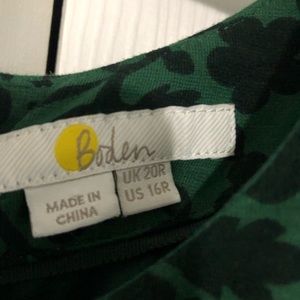 Boden
MADE IN
CHINA
UK 20R
US 16R